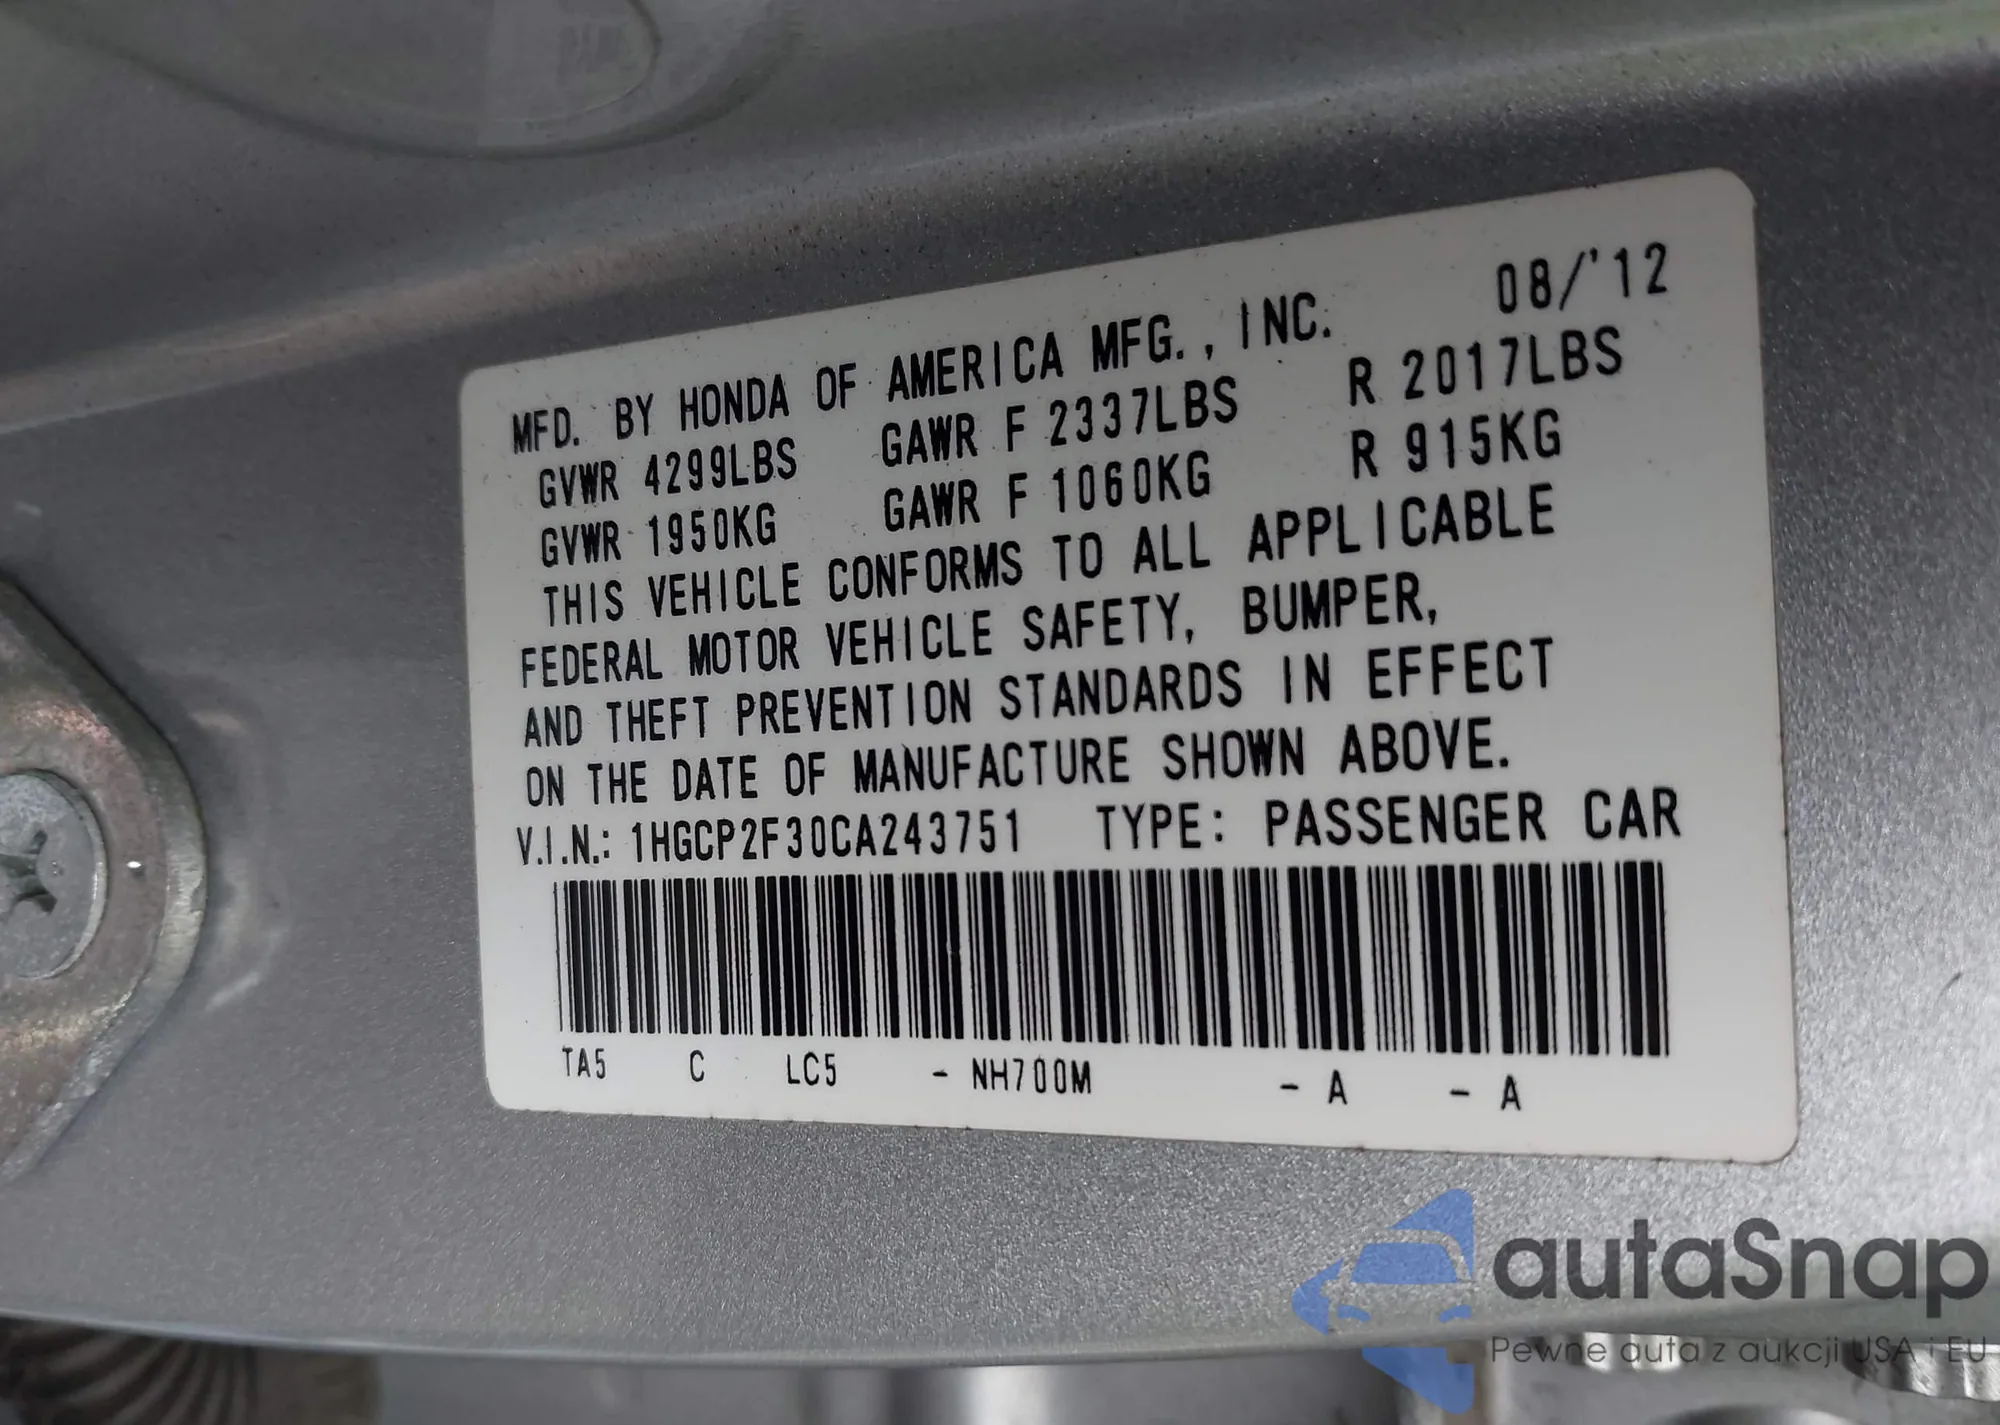 08/'12
MFD. BY HONDA OF AMERICA MFG., INC.
GVWR 4299LBS GAWR F 2337LBS R 2017LBS
GVWR 1950KG GAWR F 1060KG R 915KG
THIS VEHICLE CONFORMS TO ALL APPLICABLE
FEDERAL MOTOR VEHICLE SAFETY, BUMPER,
AND THEFT PREVENTION STANDARDS IN EFFECT
ON THE DATE OF MANUFACTURE SHOWN ABOVE.
V.I.N.: 1HGCP2F30CA243751 TYPE: PASSENGER CAR
TA5 C LC5 - NH700M - A - A
autaSnap
Pewne auta z aukcji USA i EU